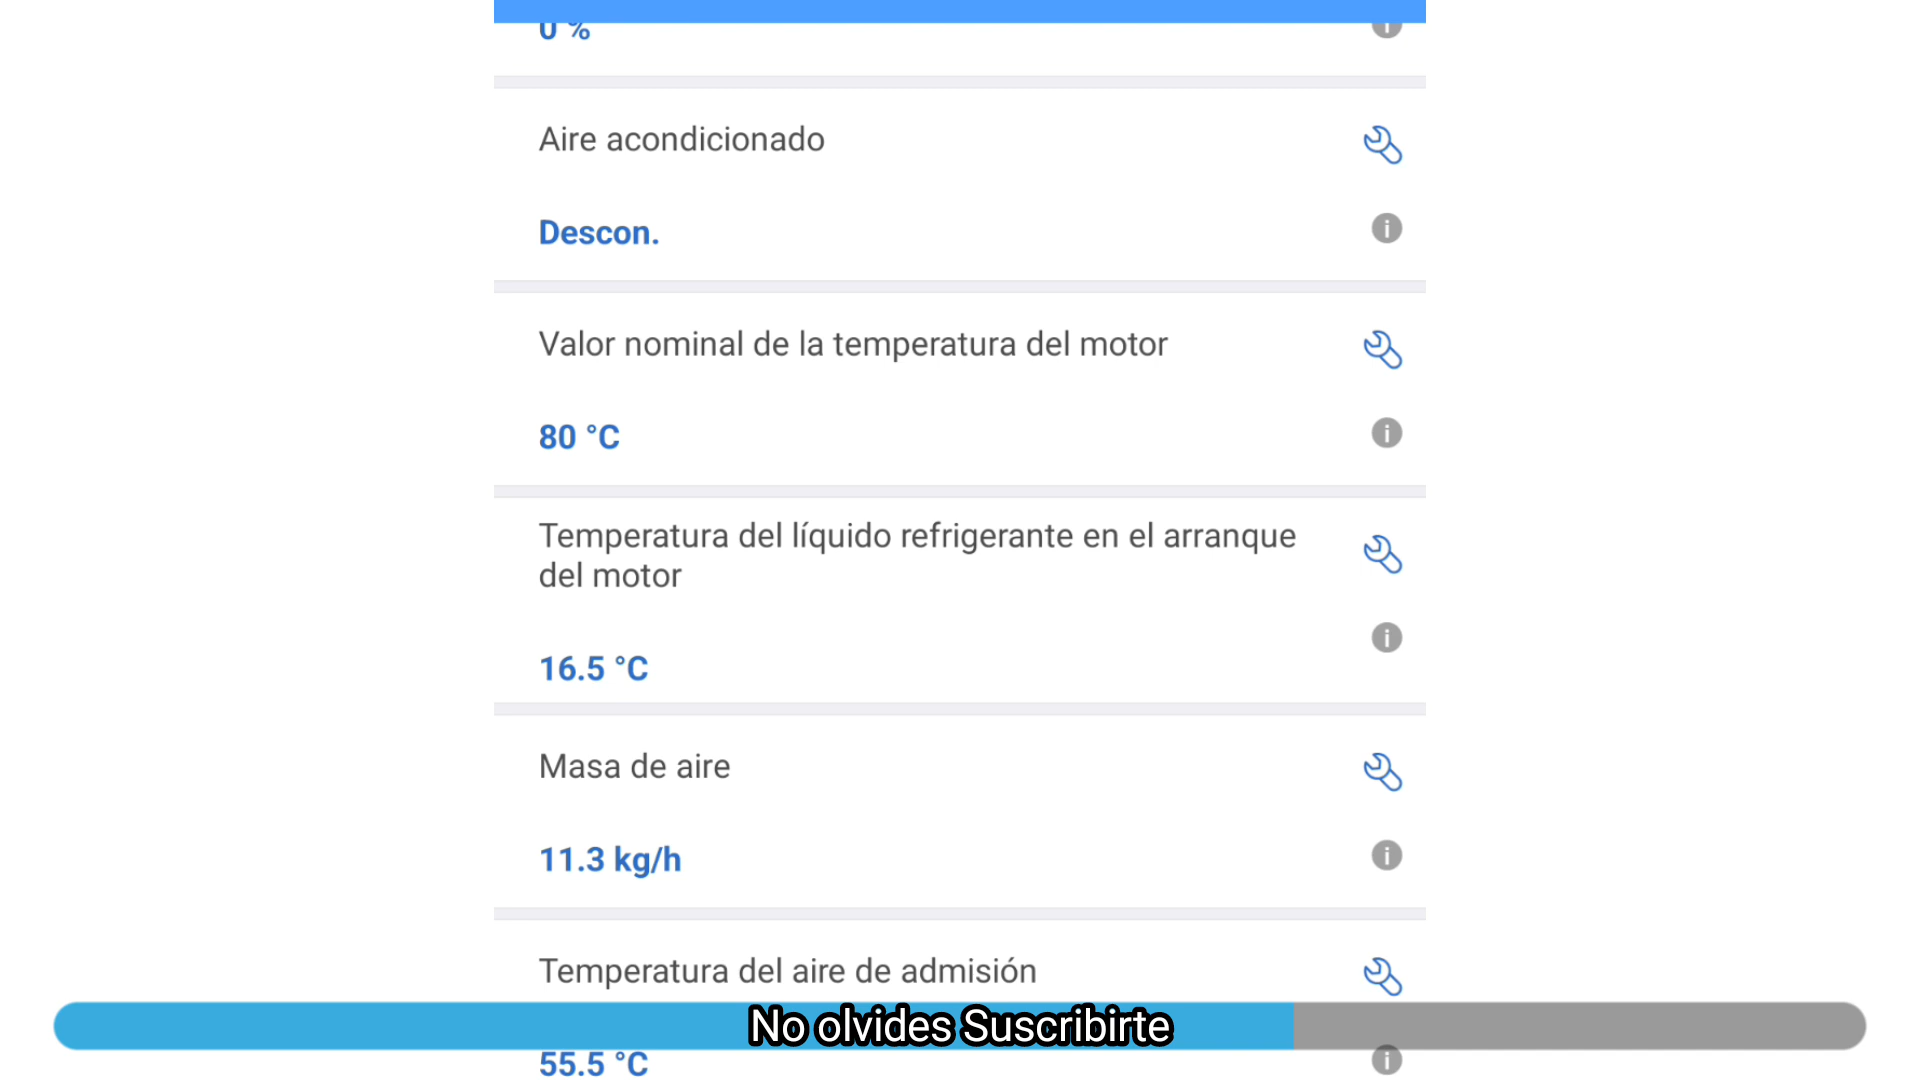 0 %
Aire acondicionado
Descon.
Valor nominal de la temperatura del motor
80 °C
Temperatura del líquido refrigerante en el arranque
del motor
16.5 °C
Masa de aire
11.3 kg/h
Temperatura del aire de admisión
No olvides Suscribirte
55.5 °C